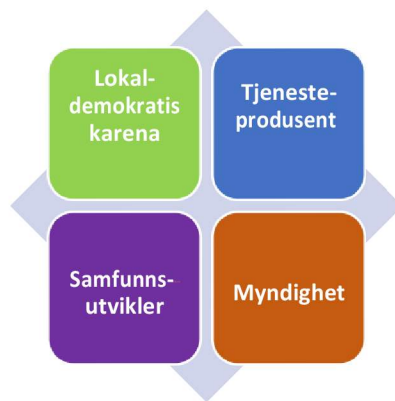 Lokal-
demokratis
karena
Tjeneste-
produsent
Samfunns-
utvikler
Myndighet